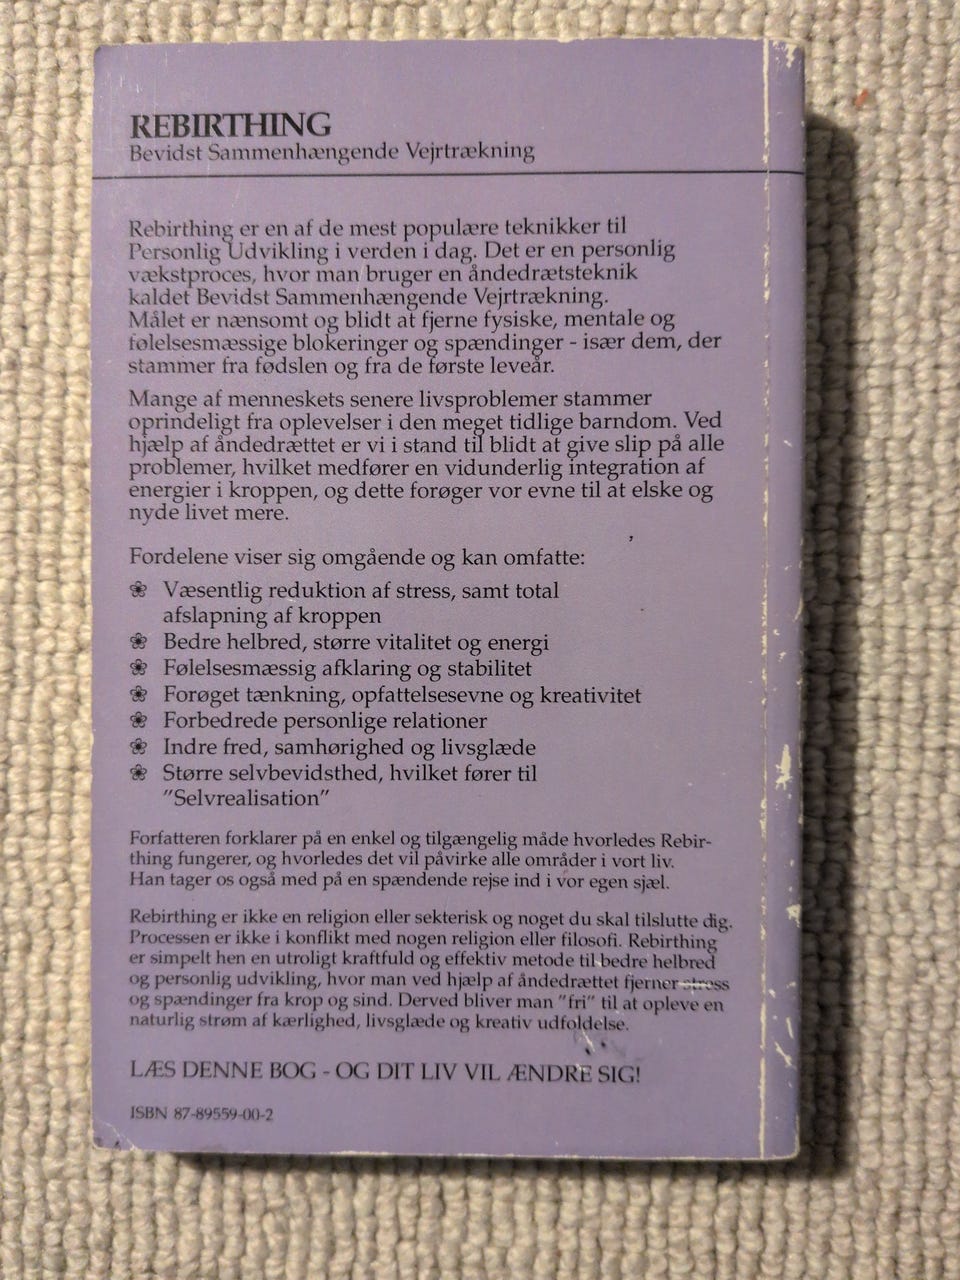 REBIRTHING
Bevidst Sammenhængende Vejrtrækning
Rebirthing er en af de mest populære teknikker til
Personlig Udvikling i verden i dag. Det er en personlig
vækstproces, hvor man bruger en åndedrætsteknik
kaldet Bevidst Sammenhængende Vejrtrækning.
Målet er nænsomt og blidt at fjerne fysiske, mentale og
følelsesmæssige blokeringer og spændinger - især dem, der
stammer fra fødslen og fra de første leveår.
Mange af menneskets senere livsproblemer stammer
oprindeligt fra oplevelser i den meget tidlige barndom. Ved
hjælp af åndedrættet er vi i stand til blidt at give slip på alle
problemer, hvilket medfører en vidunderlig integration af
energier i kroppen, og dette forøger vor evne til at elske og
nyde livet mere.
Fordelene viser sig omgående og kan omfatte:
❀ Væsentlig reduktion af stress, samt total
afslapning af kroppen
❀ Bedre helbred, større vitalitet og energi
❀ Følelsesmæssig afklaring og stabilitet
❀ Forøget tænkning, opfattelsesevne og kreativitet
❀ Forbedrede personlige relationer
❀ Indre fred, samhørighed og livsglæde
❀ Større selvbevidsthed, hvilket fører til
"Selvrealisation"
Forfatteren forklarer på en enkel og tilgængelig måde hvorledes Rebir-
thing fungerer, og hvorledes det vil påvirke alle områder i vort liv.
Han tager os også med på en spændende rejse ind i vor egen sjæl.
Rebirthing er ikke en religion eller sekterisk og noget du skal tilslutte dig.
Processen er ikke i konflikt med nogen religion eller filosofi. Rebirthing
er simpelt hen en utroligt kraftfuld og effektiv metode til bedre helbred
og personlig udvikling, hvor man ved hjælp af åndedrættet fjerner stress
og spændinger fra krop og sind. Derved bliver man "fri" til at opleve en
naturlig strøm af kærlighed, livsglæde og kreativ udfoldelse.
LÆS DENNE BOG - OG DIT LIV VIL ÆNDRE SIG!
ISBN 87-89559-00-2